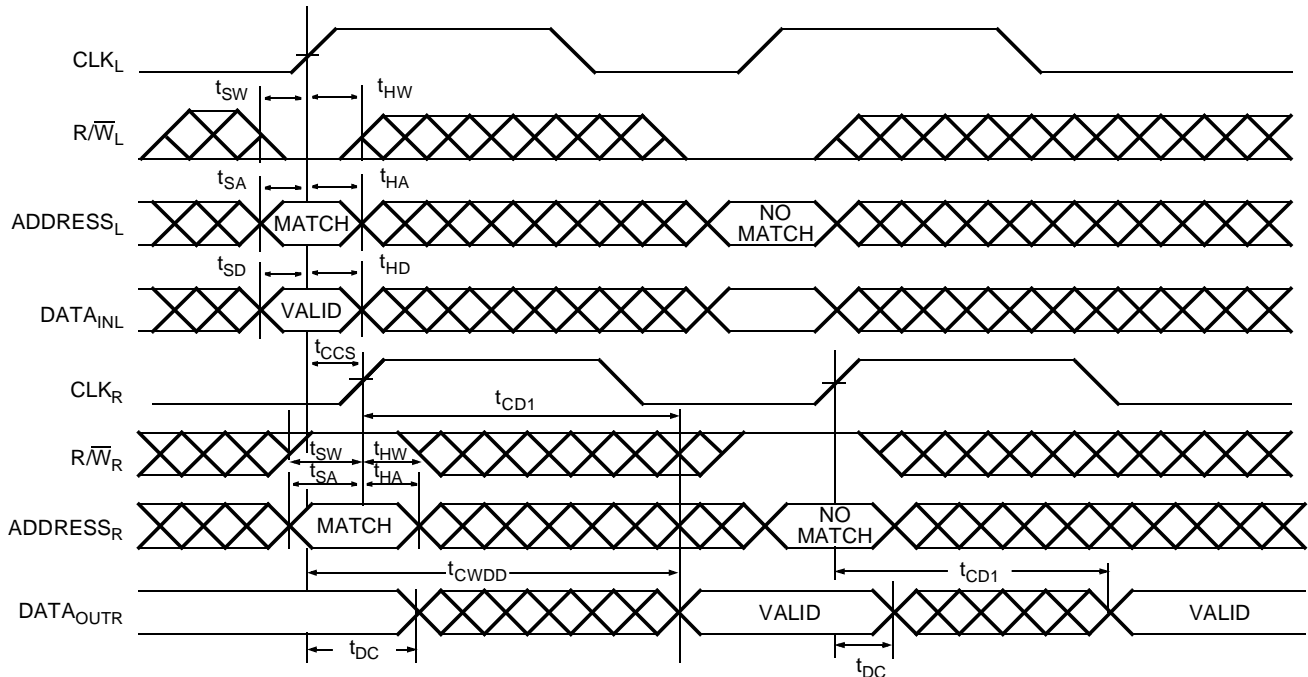 CLK_L
t_SW t_HW
R/W̅_L
t_SA t_HA
ADDRESS_L MATCH NO MATCH
t_SD t_HD
DATA_INL VALID
t_CCS
CLK_R
t_CD1
R/W̅_R t_SW t_HW
t_SA t_HA
ADDRESS_R MATCH NO MATCH
t_CWDD t_CD1
DATA_OUTR VALID VALID
t_DC t_DC